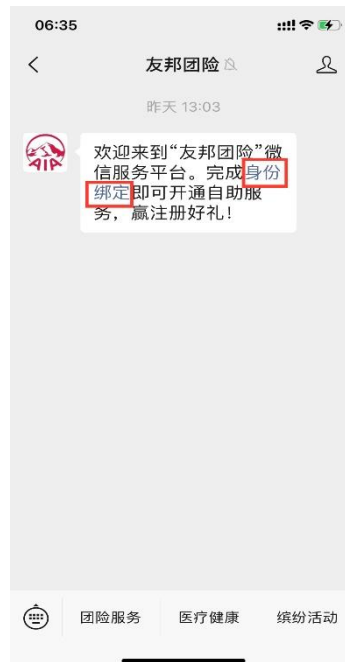 06:35
友邦团险
昨天 13:03
AIA
欢迎来到“友邦团险”微
信服务平台。完成身份
绑定即可开通自助服
务，赢注册好礼！
团险服务 医疗健康 缤纷活动